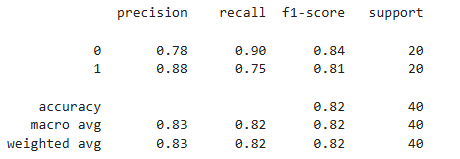 precision recall f1-score support
0 0.78 0.90 0.84 20
1 0.88 0.75 0.81 20
accuracy 0.82 40
macro avg 0.83 0.82 0.82 40
weighted avg 0.83 0.82 0.82 40